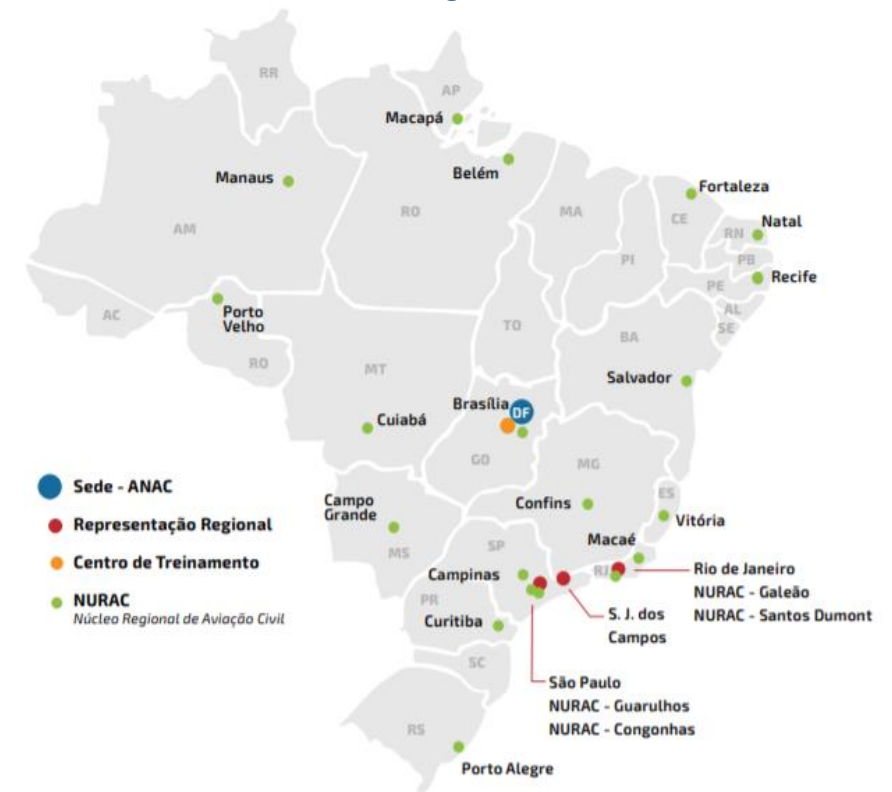 RR
AP
Macapá
Belém
Manaus
Fortaleza
RO
MA
CE
Natal
RN
AM
PI
PB
Recife
PE
AL
SE
AC
Porto
Velho
TO
BA
RO
MT
Salvador
Brasília
DF
Cuiabá
GO
MG
Sede - ANAC
Representação Regional
Centro de Treinamento
NURAC
Núcleo Regional de Aviação Civil
Campo
Grande
MS
Confins
ES
Vitória
SP
Macaé
Campinas
RJ
Rio de Janeiro
NURAC - Galeão
NURAC - Santos Dumont
PR
Curitiba
S. J. dos
Campos
SC
São Paulo
NURAC - Guarulhos
NURAC - Congonhas
RS
Porto Alegre